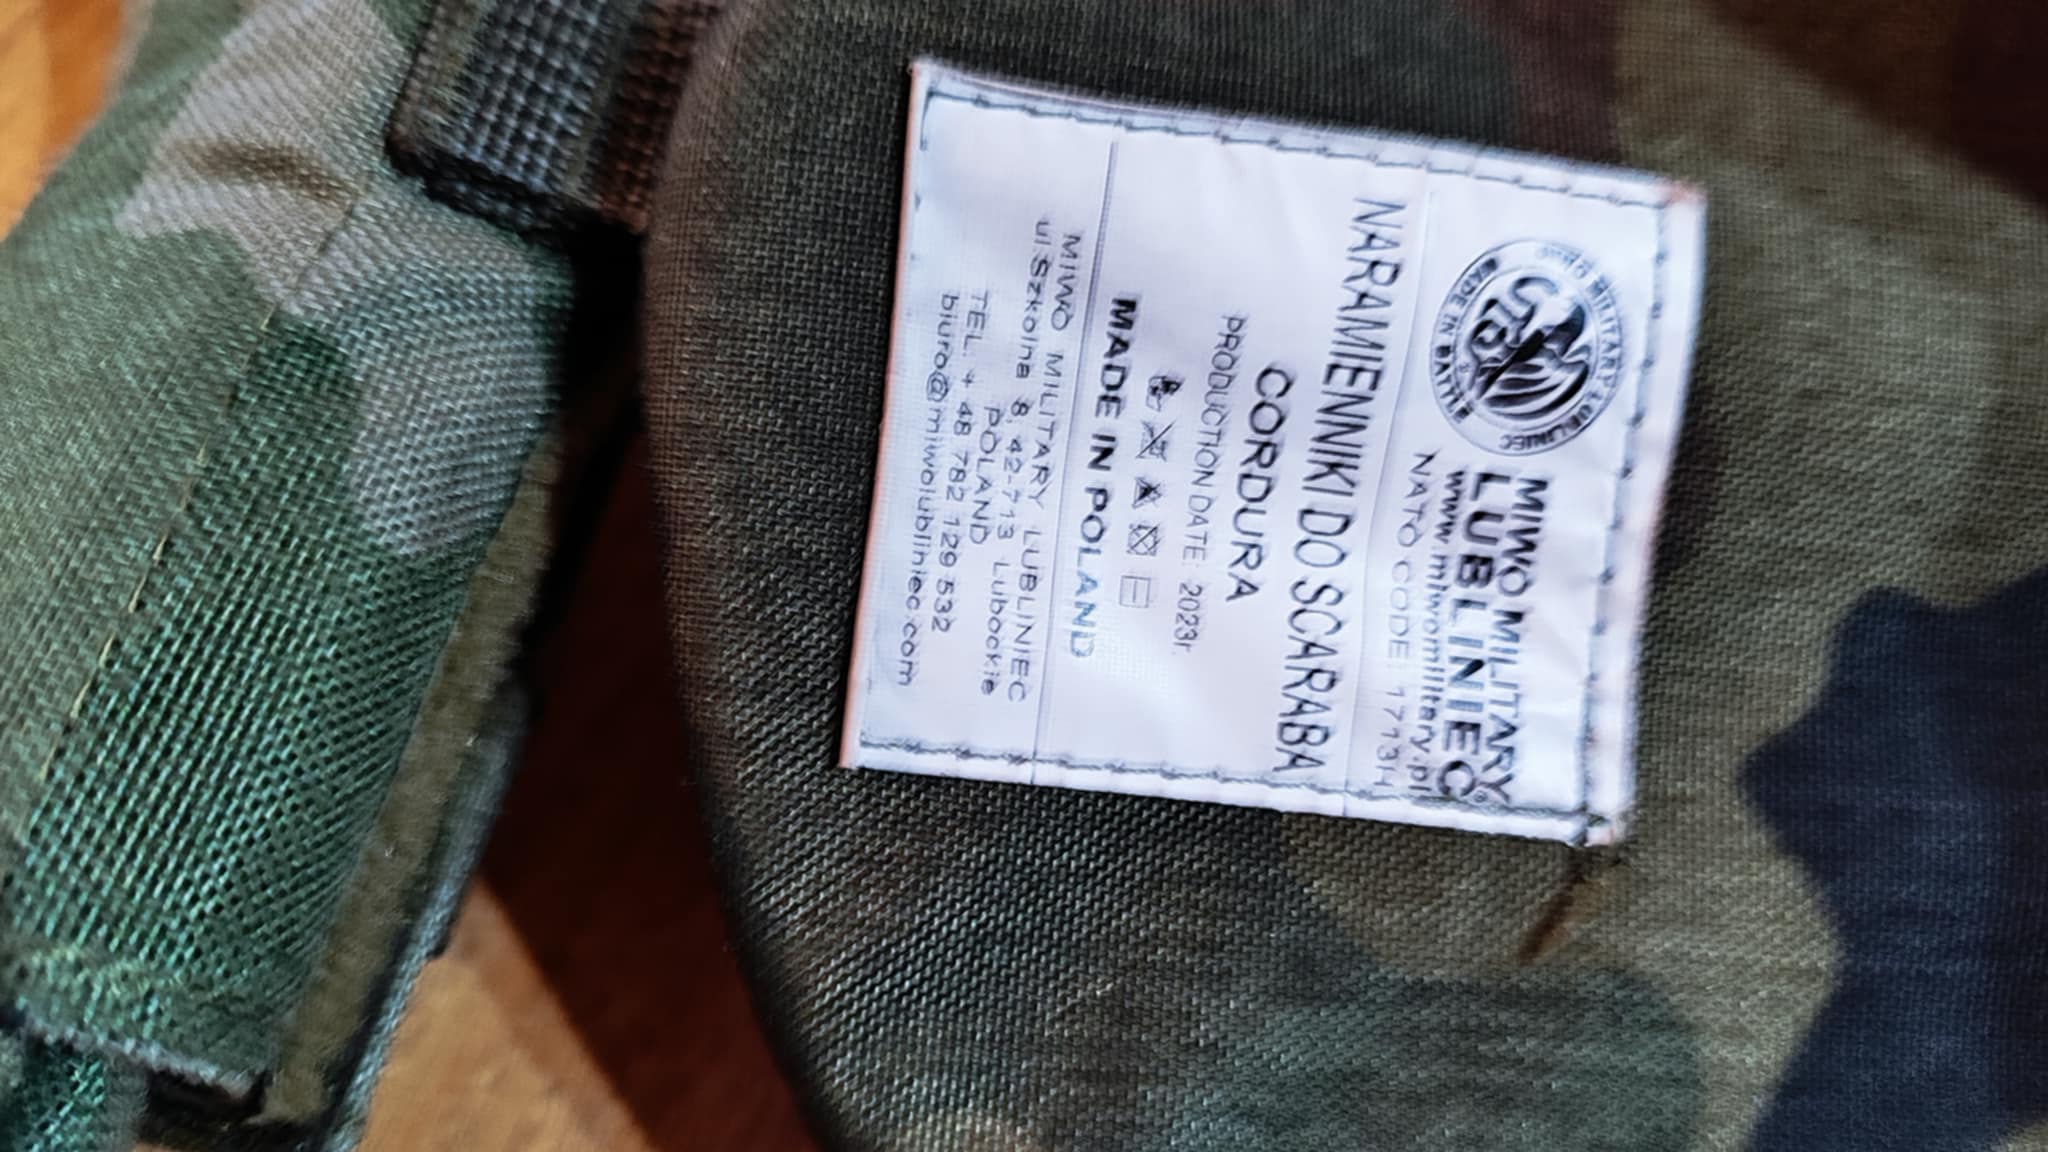 MIWO MILITARY
LUBLINIEC®
www.miwomilitary.pl
NATO CODE: 1713H
NARAMIENNIKI DO SCARABA
CORDURA
PRODUCTION DATE: 2023r.
MADE IN POLAND
MIWO MILITARY LUBLINIEC
ul.Szkolna 8, 42-713 Lubockie
POLAND
TEL. + 48 782 129 532
biuro@miwolubliniec.com